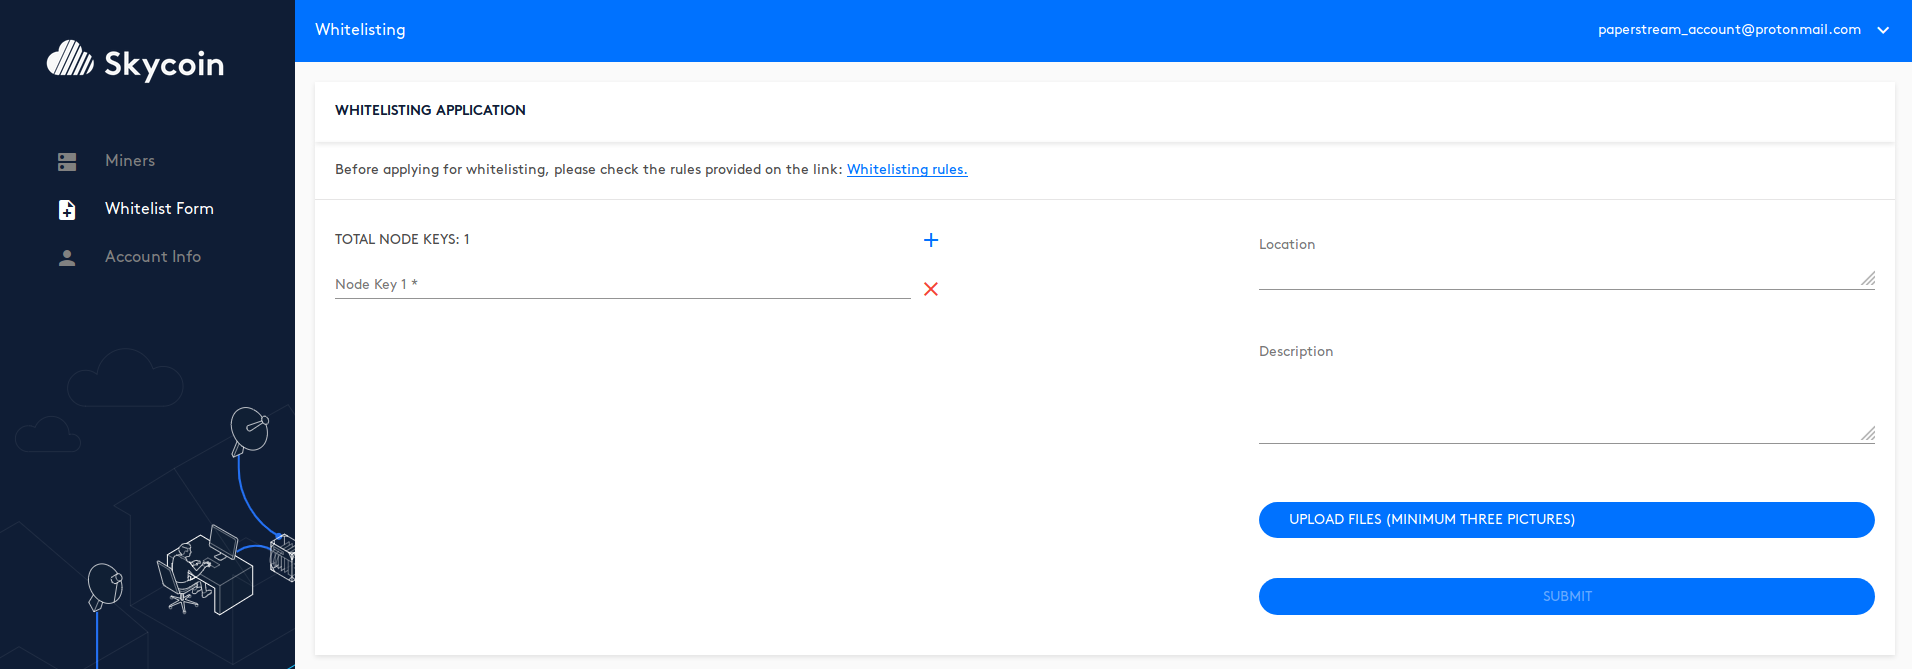 Skycoin
Miners
Whitelist Form
Account Info
Whitelisting
paperstream_account@protonmail.com
WHITELISTING APPLICATION
Before applying for whitelisting, please check the rules provided on the link: Whitelisting rules.
TOTAL NODE KEYS: 1
Node Key 1 *
Location
Description
UPLOAD FILES (MINIMUM THREE PICTURES)
SUBMIT